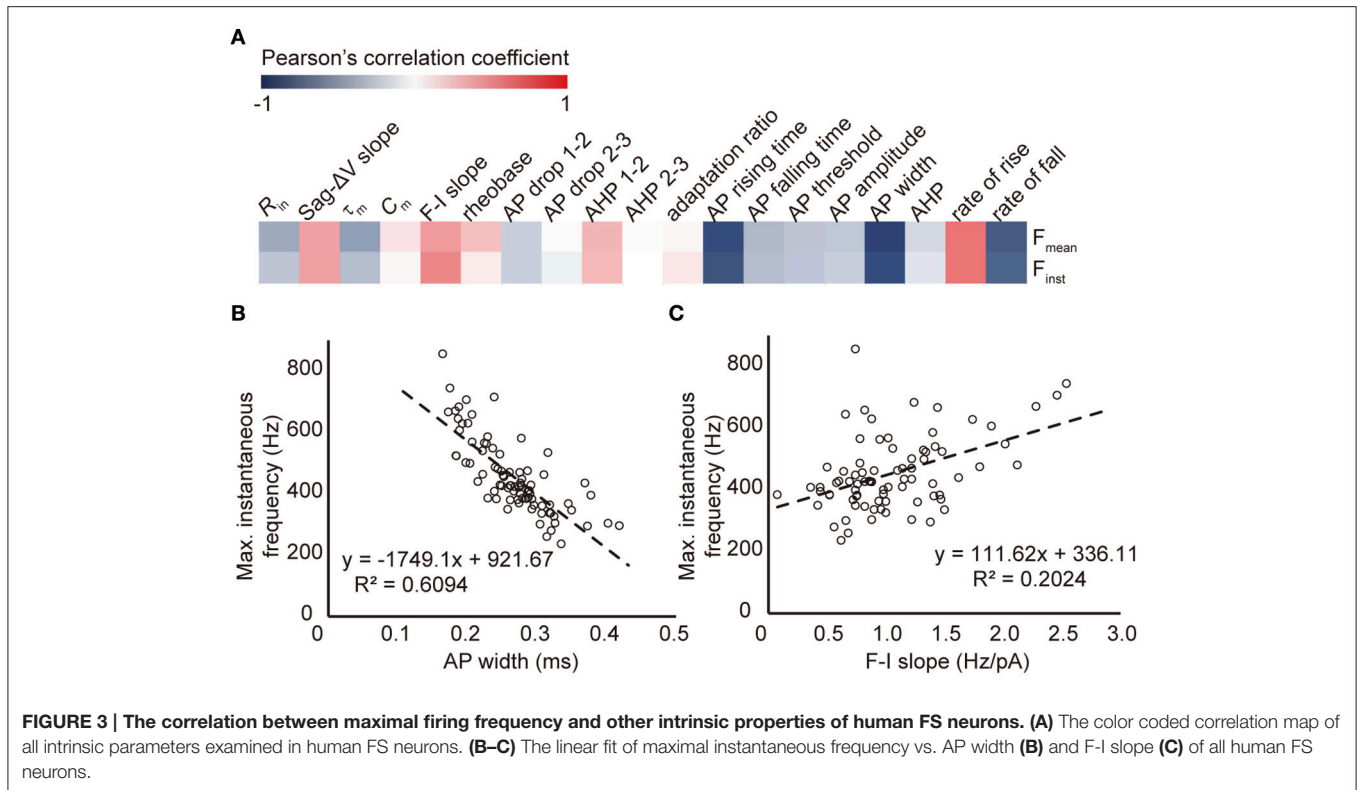 A
Pearson's correlation coefficient
-1 1
R in
Sag-ΔV slope
τ m
C m
F-I slope
rheobase
AP drop 1-2
AP drop 2-3
AHP 1-2
AHP 2-3
adaptation ratio
AP rising time
AP falling time
AP threshold
AP amplitude
AP width
AHP
rate of rise
rate of fall
F mean
F inst
B
Max. instantaneous
frequency (Hz)
800
600
400
200
0
y = -1749.1x + 921.67
R² = 0.6094
0 0.1 0.2 0.3 0.4 0.5
AP width (ms)
C
Max. instantaneous
frequency (Hz)
800
600
400
200
0
y = 111.62x + 336.11
R² = 0.2024
0 0.5 1.0 1.5 2.0 2.5 3.0
F-I slope (Hz/pA)
FIGURE 3 | The correlation between maximal firing frequency and other intrinsic properties of human FS neurons. (A) The color coded correlation map of
all intrinsic parameters examined in human FS neurons. (B–C) The linear fit of maximal instantaneous frequency vs. AP width (B) and F-I slope (C) of all human FS
neurons.